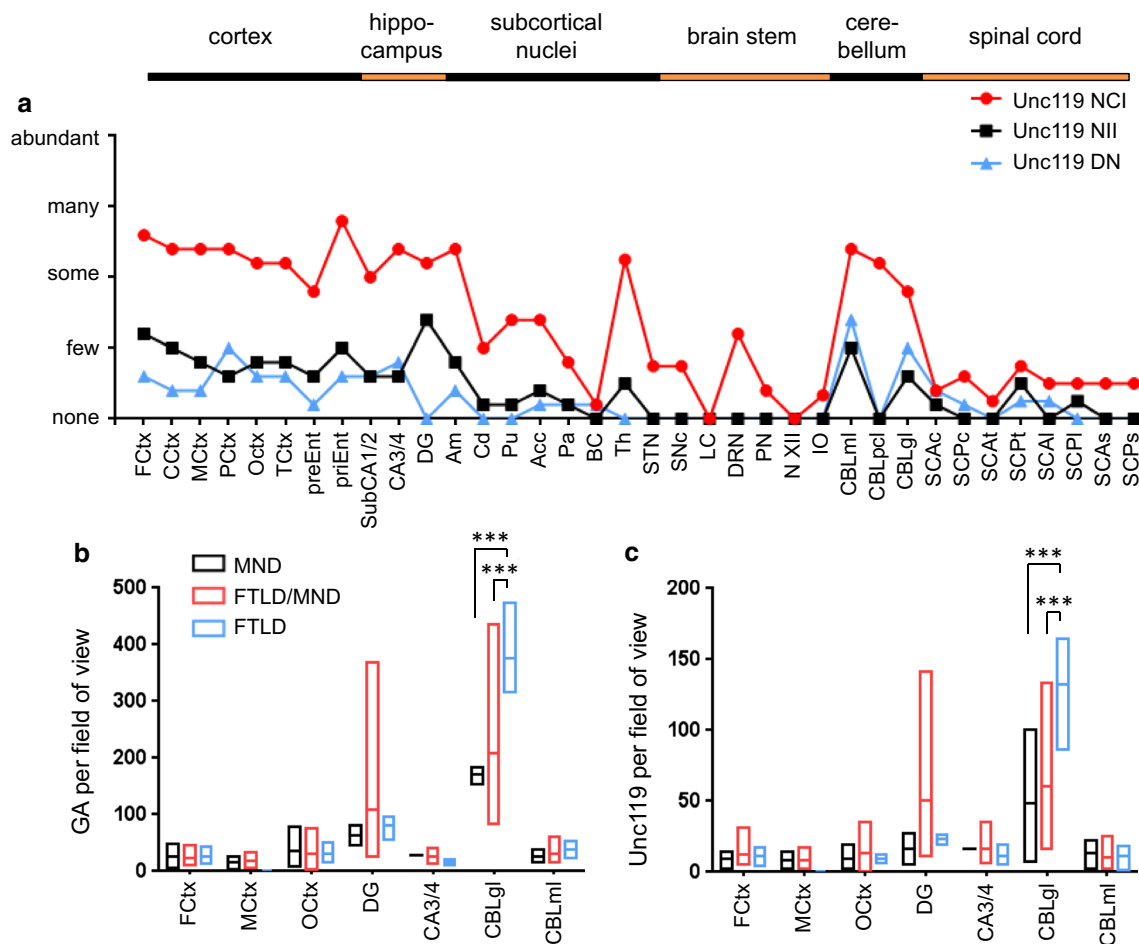 cortex
hippo-
campus
subcortical
nuclei
brain stem
cere-
bellum
spinal cord
a
Unc119 NCI
Unc119 NII
Unc119 DN
abundant
many
some
few
none
FCtx
CCtx
MCtx
PCtx
Octx
TCtx
preEnt
priEnt
SubCA1/2
CA3/4
DG
Am
Cd
Pu
Acc
Pa
BC
Th
STN
SNc
LC
DRN
PN
N XII
IO
CBLml
CBLpcl
CBLgl
SCAc
SCPc
SCAt
SCPt
SCAl
SCPl
SCAs
SCPs
b
MND
FTLD/MND
FTLD
***
***
GA per field of view
500
400
300
200
100
0
FCtx
MCtx
OCtx
DG
CA3/4
CBLgl
CBLml
c
***
***
Unc119 per field of view
200
150
100
50
0
FCtx
MCtx
OCtx
DG
CA3/4
CBLgl
CBLml